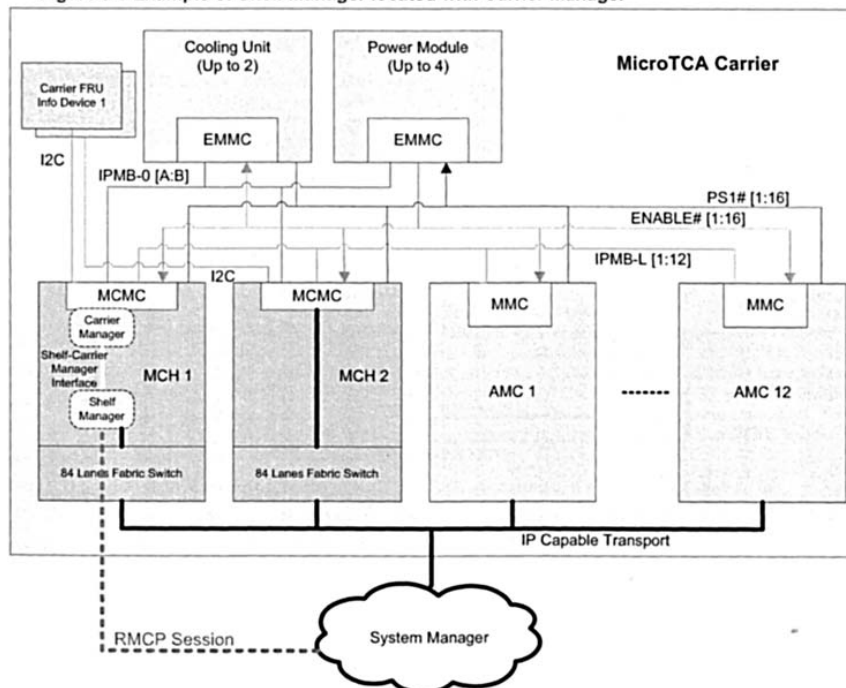 MicroTCA Carrier
Cooling Unit
(Up to 2)
Power Module
(Up to 4)
Carrier FRU
Info Device 1
EMMC
EMMC
I2C
IPMB-0 [A:B]
PS1# [1:16]
ENABLE# [1:16]
IPMB-L [1:12]
I2C
MCMC
MCMC
MMC
MMC
Carrier
Manager
Shelf-Carrier
Manager
Interface
MCH 1
MCH 2
AMC 1
AMC 12
Shelf
Manager
84 Lanes Fabric Switch
84 Lanes Fabric Switch
IP Capable Transport
RMCP Session
System Manager